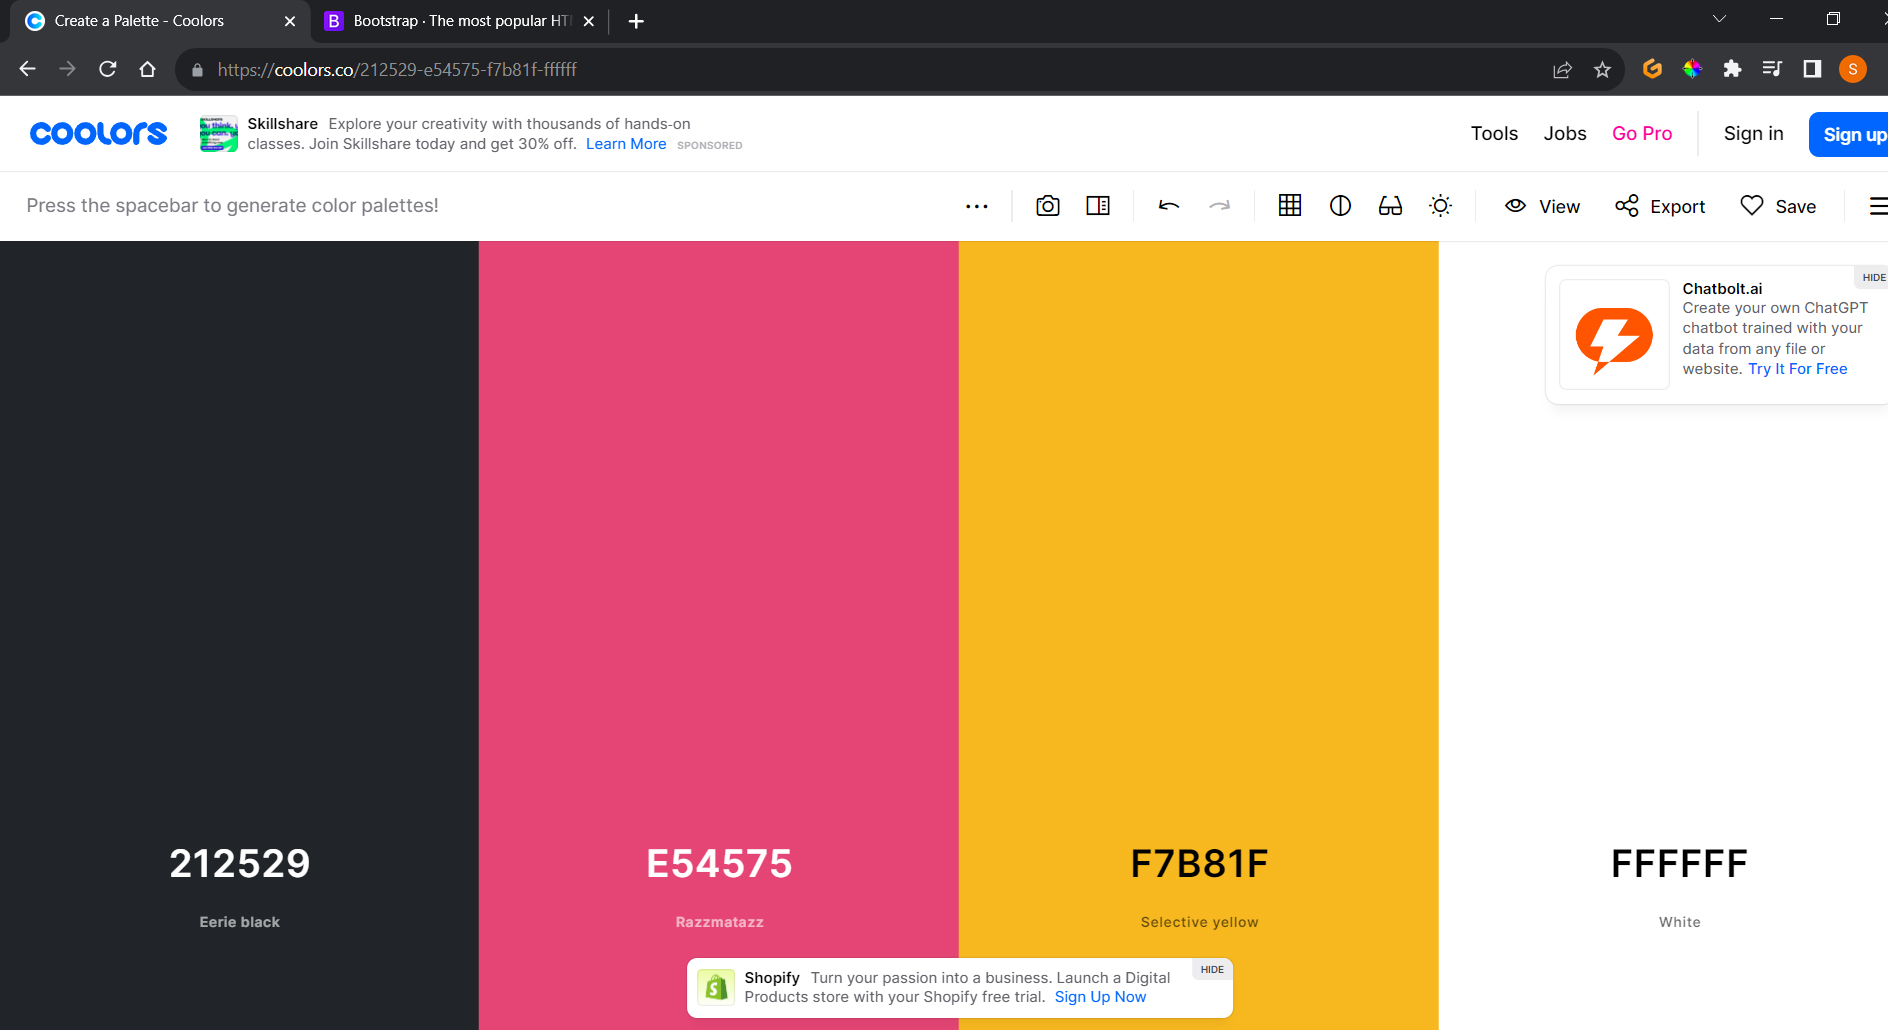 Create a Palette - Coolors
Bootstrap · The most popular HT
https://coolors.co/212529-e54575-f7b81f-ffffff
S
coolors
Skillshare Explore your creativity with thousands of hands-on
classes. Join Skillshare today and get 30% off. Learn More SPONSORED
Tools Jobs Go Pro Sign in Sign up
Press the spacebar to generate color palettes!
View Export Save
HIDE
Chatbolt.ai
Create your own ChatGPT
chatbot trained with your
data from any file or
website. Try It For Free
212529 E54575 F7B81F FFFFFF
Eerie black Razzmatazz Selective yellow White
Shopify Turn your passion into a business. Launch a Digital HIDE
Products store with your Shopify free trial. Sign Up Now